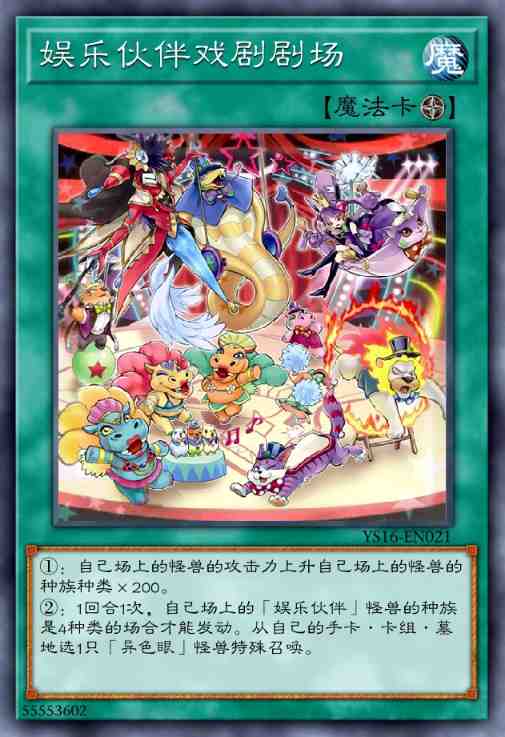 娱乐伙伴戏剧剧场
魔
【魔法卡】
YS16-EN021
①：自己场上的怪兽的攻击力上升自己场上的怪兽的
种族种类×200。
②：1回合1次，自己场上的「娱乐伙伴」怪兽的种族
是4种类的场合才能发动。从自己的手卡·卡组·墓
地选1只「异色眼」怪兽特殊召唤。
55553602